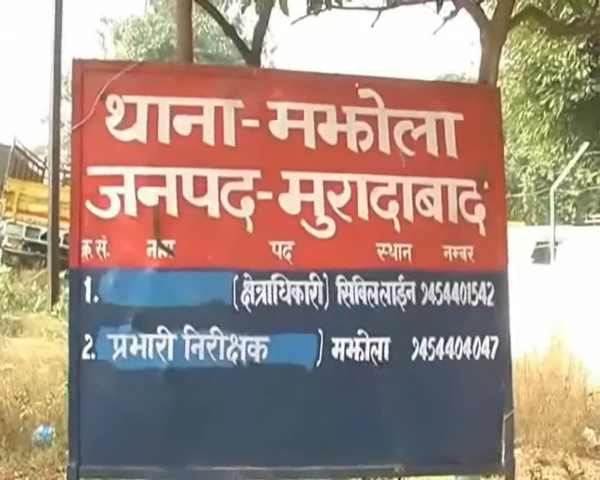 थाना-मझोला
जनपद-मुरादाबाद
क्र.सं. नाम पद स्थान नम्बर
1. (क्षेत्राधिकारी) सिविललाईन 9454401542
2. प्रभारी निरीक्षक ) मझोला 9454404047